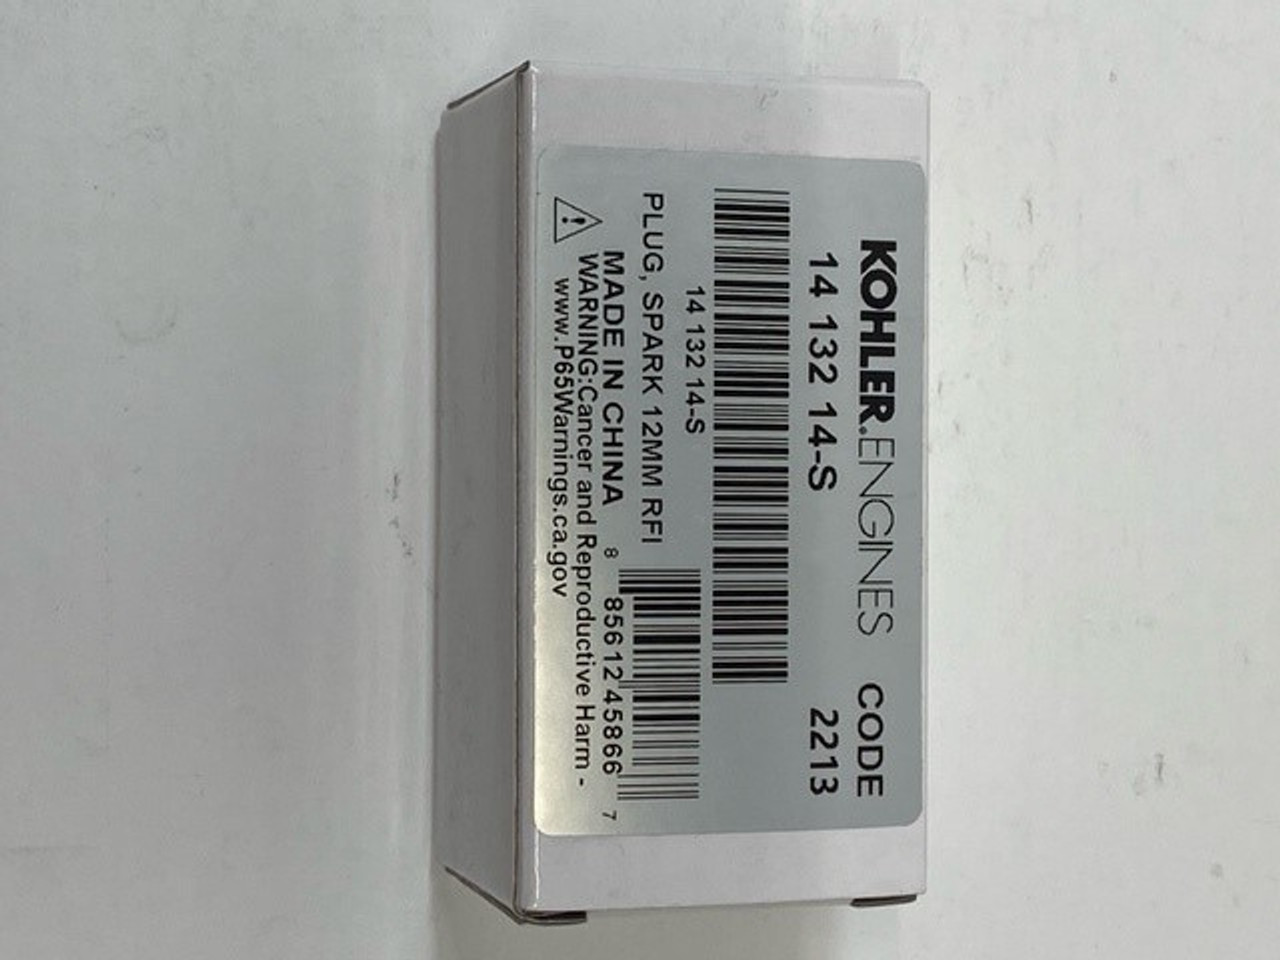 KOHLER.ENGINES CODE
14 132 14-S 2213
14 132 14-S
PLUG, SPARK 12MM RFI
MADE IN CHINA 8 85612 45866 7
WARNING:Cancer and Reproductive Harm -
www.P65Warnings.ca.gov